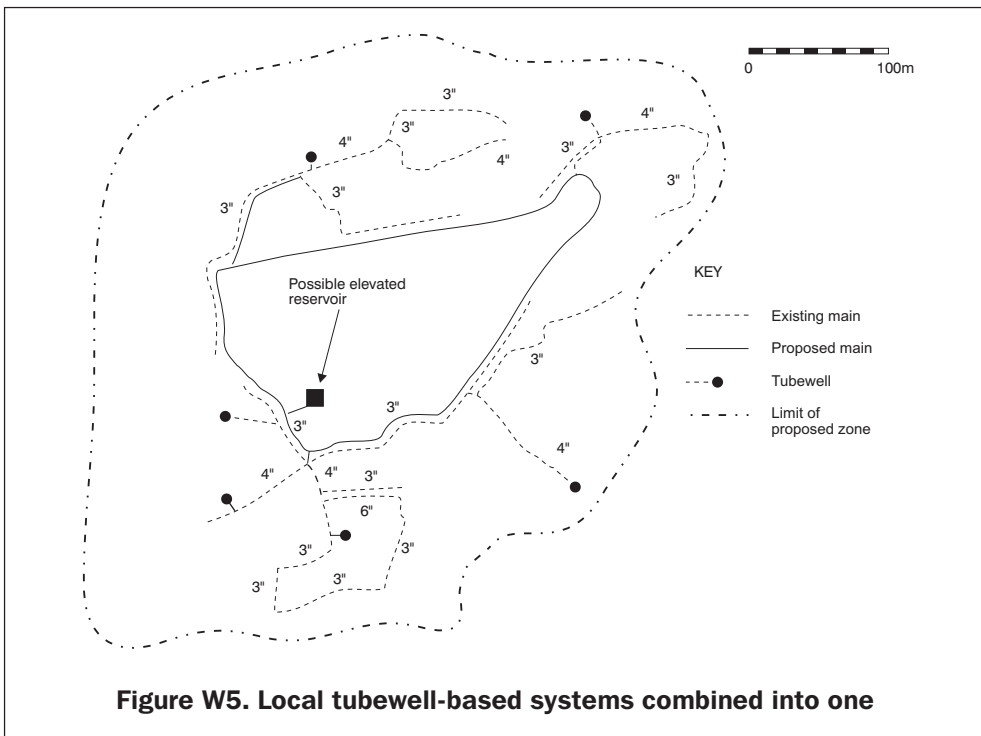 0 100m
3"
3"
4"
4"
3"
3"
4"
3"
3"
Possible elevated
reservoir
KEY
Existing main
Proposed main
Tubewell
Limit of
proposed zone
3"
3"
3"
4"
4"
4"
3"
6"
3"
3"
3"
3"
Figure W5. Local tubewell-based systems combined into one